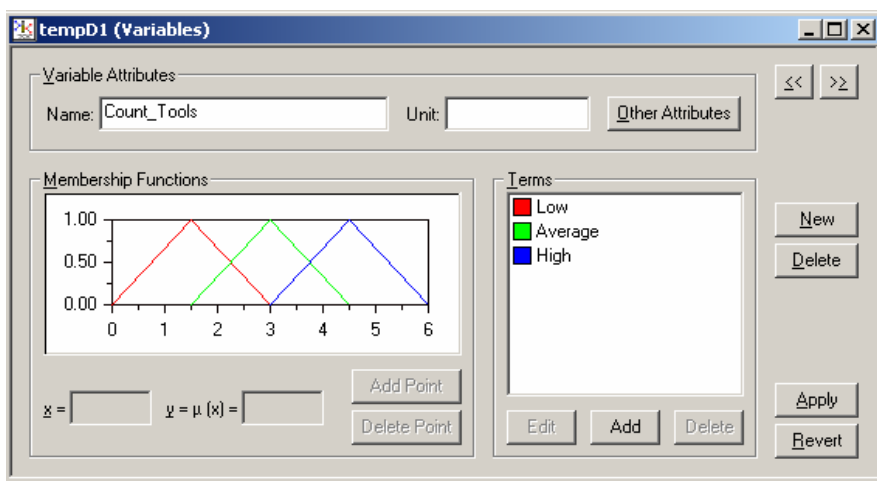 tempD1 (Variables)
Variable Attributes
<< >>
Name: Count_Tools Unit: Other Attributes
Membership Functions
1.00
0.50
0.00
0 1 2 3 4 5 6
x = y = µ (x) =
Add Point
Delete Point
Terms
Low
Average
High
Edit Add Delete
New
Delete
Apply
Revert